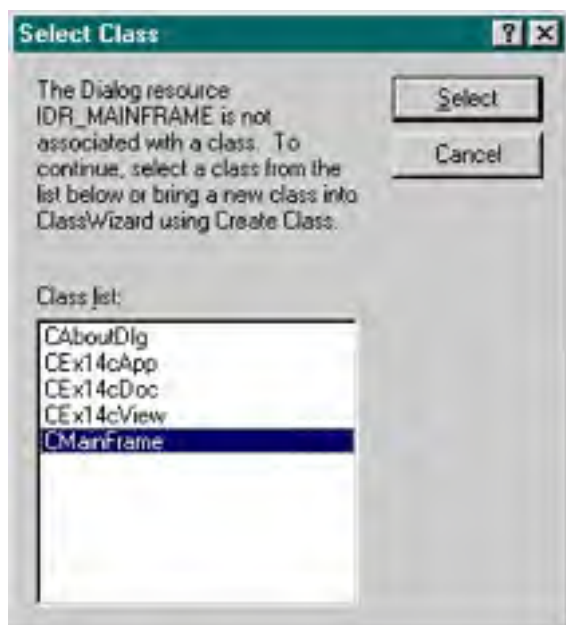 Select Class
The Dialog resource
IDR_MAINFRAME is not
associated with a class. To
continue, select a class from the
list below or bring a new class into
ClassWizard using Create Class.
Select
Cancel
Class list:
CAboutDlg
CEx14cApp
CEx14cDoc
CEx14cView
CMainFrame